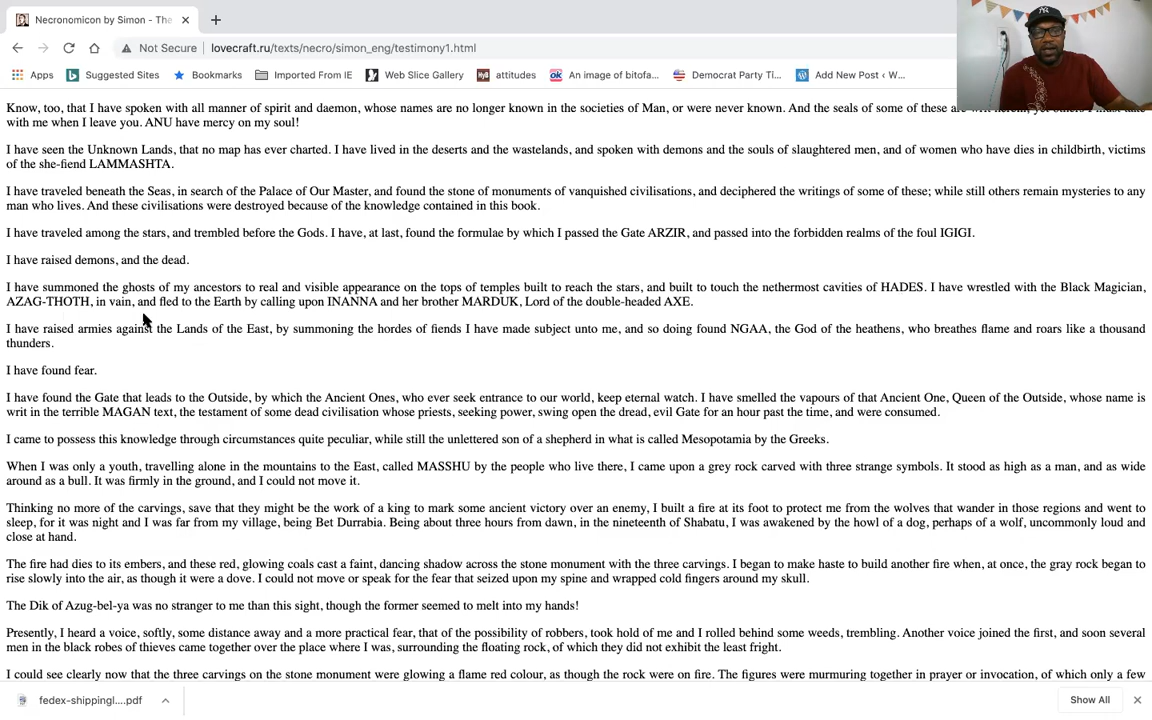 Necronomicon by Simon - The
Not Secure lovecraft.ru/texts/necro/simon_eng/testimony1.html
Apps Suggested Sites Bookmarks Imported From IE Web Slice Gallery HyB attitudes ok An image of bitofa... Democrat Party Ti... Add New Post ‹ W...
Know, too, that I have spoken with all manner of spirit and daemon, whose names are no longer known in the societies of Man, or were never known. And the seals of some of these are writ herein; yet others I must take
with me when I leave you. ANU have mercy on my soul!
I have seen the Unknown Lands, that no map has ever charted. I have lived in the deserts and the wastelands, and spoken with demons and the souls of slaughtered men, and of women who have dies in childbirth, victims
of the she-fiend LAMMASHTA.
I have traveled beneath the Seas, in search of the Palace of Our Master, and found the stone of monuments of vanquished civilisations, and deciphered the writings of some of these; while still others remain mysteries to any
man who lives. And these civilisations were destroyed because of the knowledge contained in this book.
I have traveled among the stars, and trembled before the Gods. I have, at last, found the formulae by which I passed the Gate ARZIR, and passed into the forbidden realms of the foul IGIGI.
I have raised demons, and the dead.
I have summoned the ghosts of my ancestors to real and visible appearance on the tops of temples built to reach the stars, and built to touch the nethermost cavities of HADES. I have wrestled with the Black Magician,
AZAG-THOTH, in vain, and fled to the Earth by calling upon INANNA and her brother MARDUK, Lord of the double-headed AXE.
I have raised armies against the Lands of the East, by summoning the hordes of fiends I have made subject unto me, and so doing found NGAA, the God of the heathens, who breathes flame and roars like a thousand
thunders.
I have found fear.
I have found the Gate that leads to the Outside, by which the Ancient Ones, who ever seek entrance to our world, keep eternal watch. I have smelled the vapours of that Ancient One, Queen of the Outside, whose name is
writ in the terrible MAGAN text, the testament of some dead civilisation whose priests, seeking power, swing open the dread, evil Gate for an hour past the time, and were consumed.
I came to possess this knowledge through circumstances quite peculiar, while still the unlettered son of a shepherd in what is called Mesopotamia by the Greeks.
When I was only a youth, travelling alone in the mountains to the East, called MASSHU by the people who live there, I came upon a grey rock carved with three strange symbols. It stood as high as a man, and as wide
around as a bull. It was firmly in the ground, and I could not move it.
Thinking no more of the carvings, save that they might be the work of a king to mark some ancient victory over an enemy, I built a fire at its foot to protect me from the wolves that wander in those regions and went to
sleep, for it was night and I was far from my village, being Bet Durrabia. Being about three hours from dawn, in the nineteenth of Shabatu, I was awakened by the howl of a dog, perhaps of a wolf, uncommonly loud and
close at hand.
The fire had dies to its embers, and these red, glowing coals cast a faint, dancing shadow across the stone monument with the three carvings. I began to make haste to build another fire when, at once, the gray rock began to
rise slowly into the air, as though it were a dove. I could not move or speak for the fear that seized upon my spine and wrapped cold fingers around my skull.
The Dik of Azug-bel-ya was no stranger to me than this sight, though the former seemed to melt into my hands!
Presently, I heard a voice, softly, some distance away and a more practical fear, that of the possibility of robbers, took hold of me and I rolled behind some weeds, trembling. Another voice joined the first, and soon several
men in the black robes of thieves came together over the place where I was, surrounding the floating rock, of which they did not exhibit the least fright.
I could see clearly now that the three carvings on the stone monument were glowing a flame red colour, as though the rock were on fire. The figures were murmuring together in prayer or invocation, of which only a few
fedex-shippingl....pdf
Show All